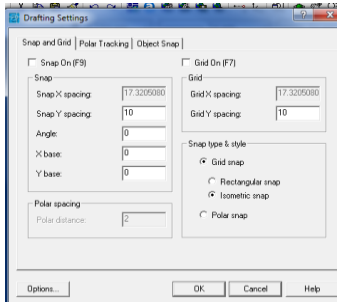 Drafting Settings
Snap and Grid
Polar Tracking
Object Snap
Snap On (F9)
Grid On (F7)
Snap
Snap X spacing:
17.3205080
Snap Y spacing:
10
Angle:
0
X base:
0
Y base:
0
Grid
Grid X spacing:
17.3205080
Grid Y spacing:
10
Snap type & style
Grid snap
Rectangular snap
Isometric snap
Polar snap
Polar spacing
Polar distance:
2
Options...
OK
Cancel
Help